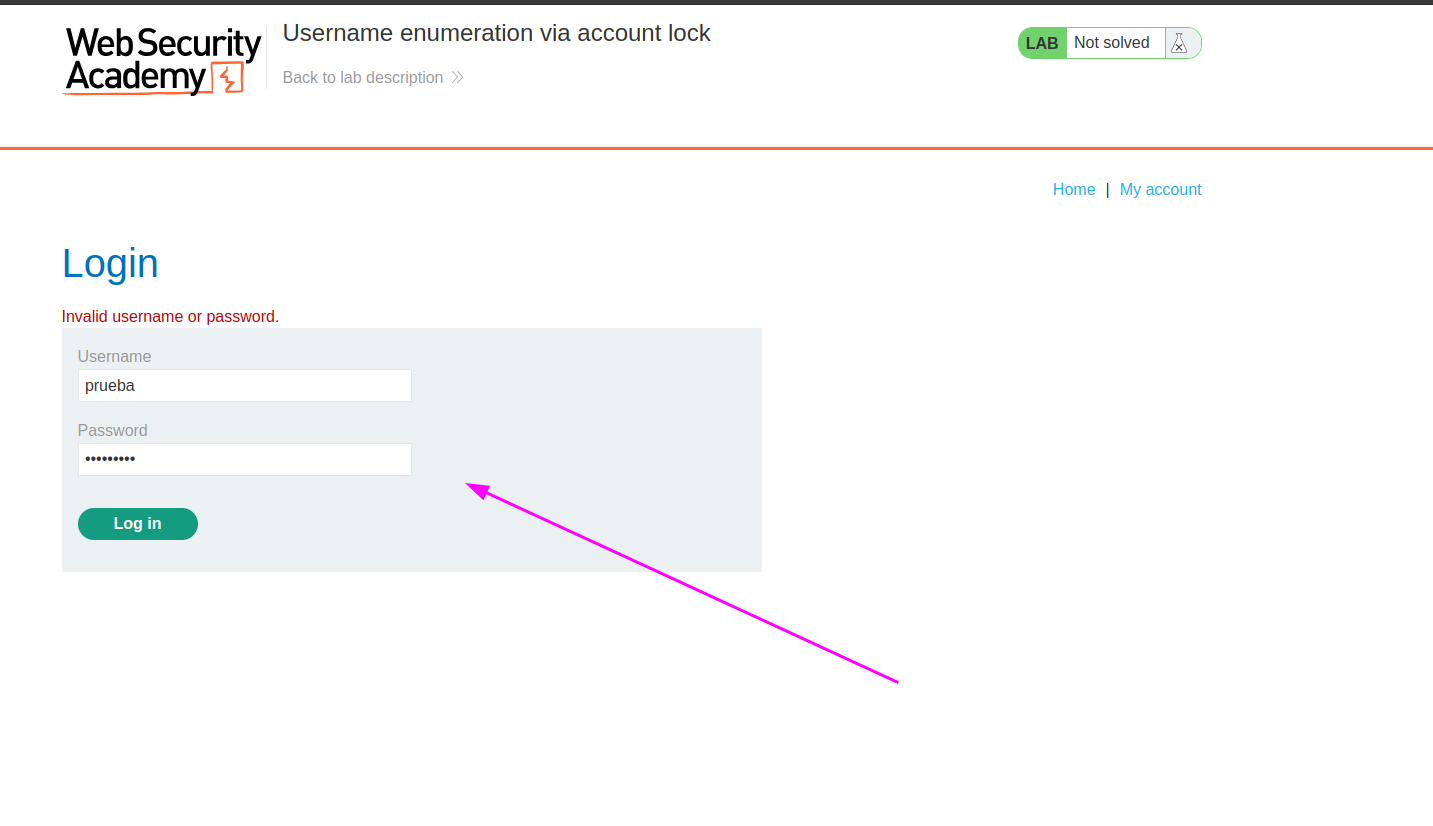 Web Security
Academy
Username enumeration via account lock
Back to lab description
LAB Not solved
Home | My account
Login
Invalid username or password.
Username
prueba
Password
•••••••••
Log in